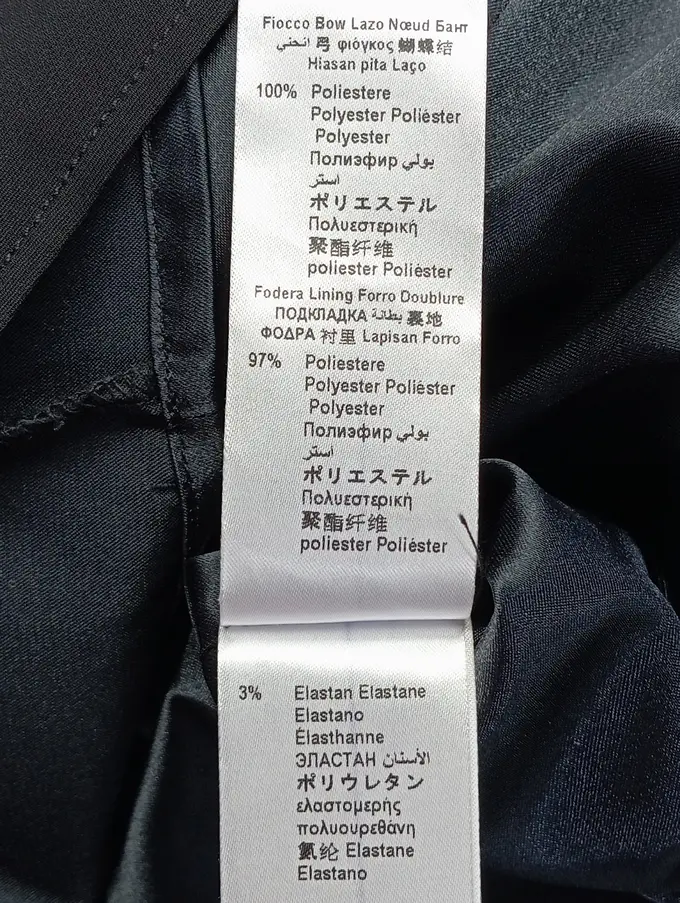 Fiocco Bow Lazo Nœud Бант
انحني 弓 φιόγκος 蝴蝶结
Hiasan pita Laço
100% Poliestere
Polyester Poliéster
Polyester
Полиэфир بولي
استر
ポリエステル
Πολυεστερική
聚酯纤维
poliester Poliéster
Fodera Lining Forro Doublure
ПОДКЛАДКА بطانة 裏地
ΦΟΔΡΑ 衬里 Lapisan Forro
97% Poliestere
Polyester Poliéster
Polyester
Полиэфир بولي
استر
ポリエステル
Πολυεστερική
聚酯纤维
poliester Poliéster
3% Elastan Elastane
Elastano
Élasthanne
ЭЛАСТАН الأستان
ポリウレタン
ελαστομερής
πολυουρεθάνη
氨纶 Elastane
Elastano